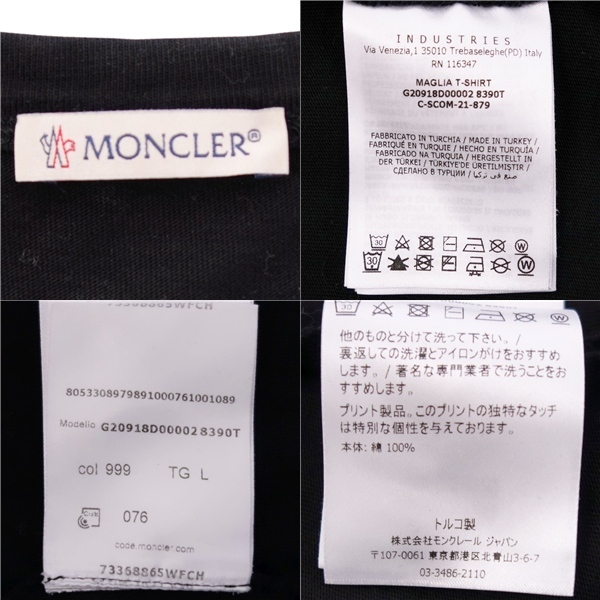 MONCLER®
INDUSTRIES
Via Venezia,1 35010 Trebaseleghe(PD) Italy
RN 116347
MAGLIA T-SHIRT
G20918D00002 8390T
C-SCOM-21-879
FABBRICATO IN TURCHIA / MADE IN TURKEY /
FABRIQUÉ EN TURQUIE / HECHO EN TURQUÍA /
FABRICADO NA TURQUIA / HERGESTELLT IN
DER TÜRKEI / TÜRKİYE'DE ÜRETİLMİŞTİR /
СДЕЛАНО В ТУРЦИИ / صنع في تركيا
30
30
73368865WFCH
8053308979891000761001089
Modello G20918D00002 8390T
col 999 TG L
076
code.moncler.com
73368865WFCH
他のものと分けて洗って下さい。/
裏返しての洗濯とアイロンがけをおすすめ
します。/ 著名な専門業者で洗うことをお
すすめします。
プリント製品。このプリントの独特なタッチ
は特別な個性を与えております。
本体: 綿 100%
トルコ製
株式会社モンクレール ジャパン
〒107-0061 東京都港区北青山3-6-7
03-3486-2110